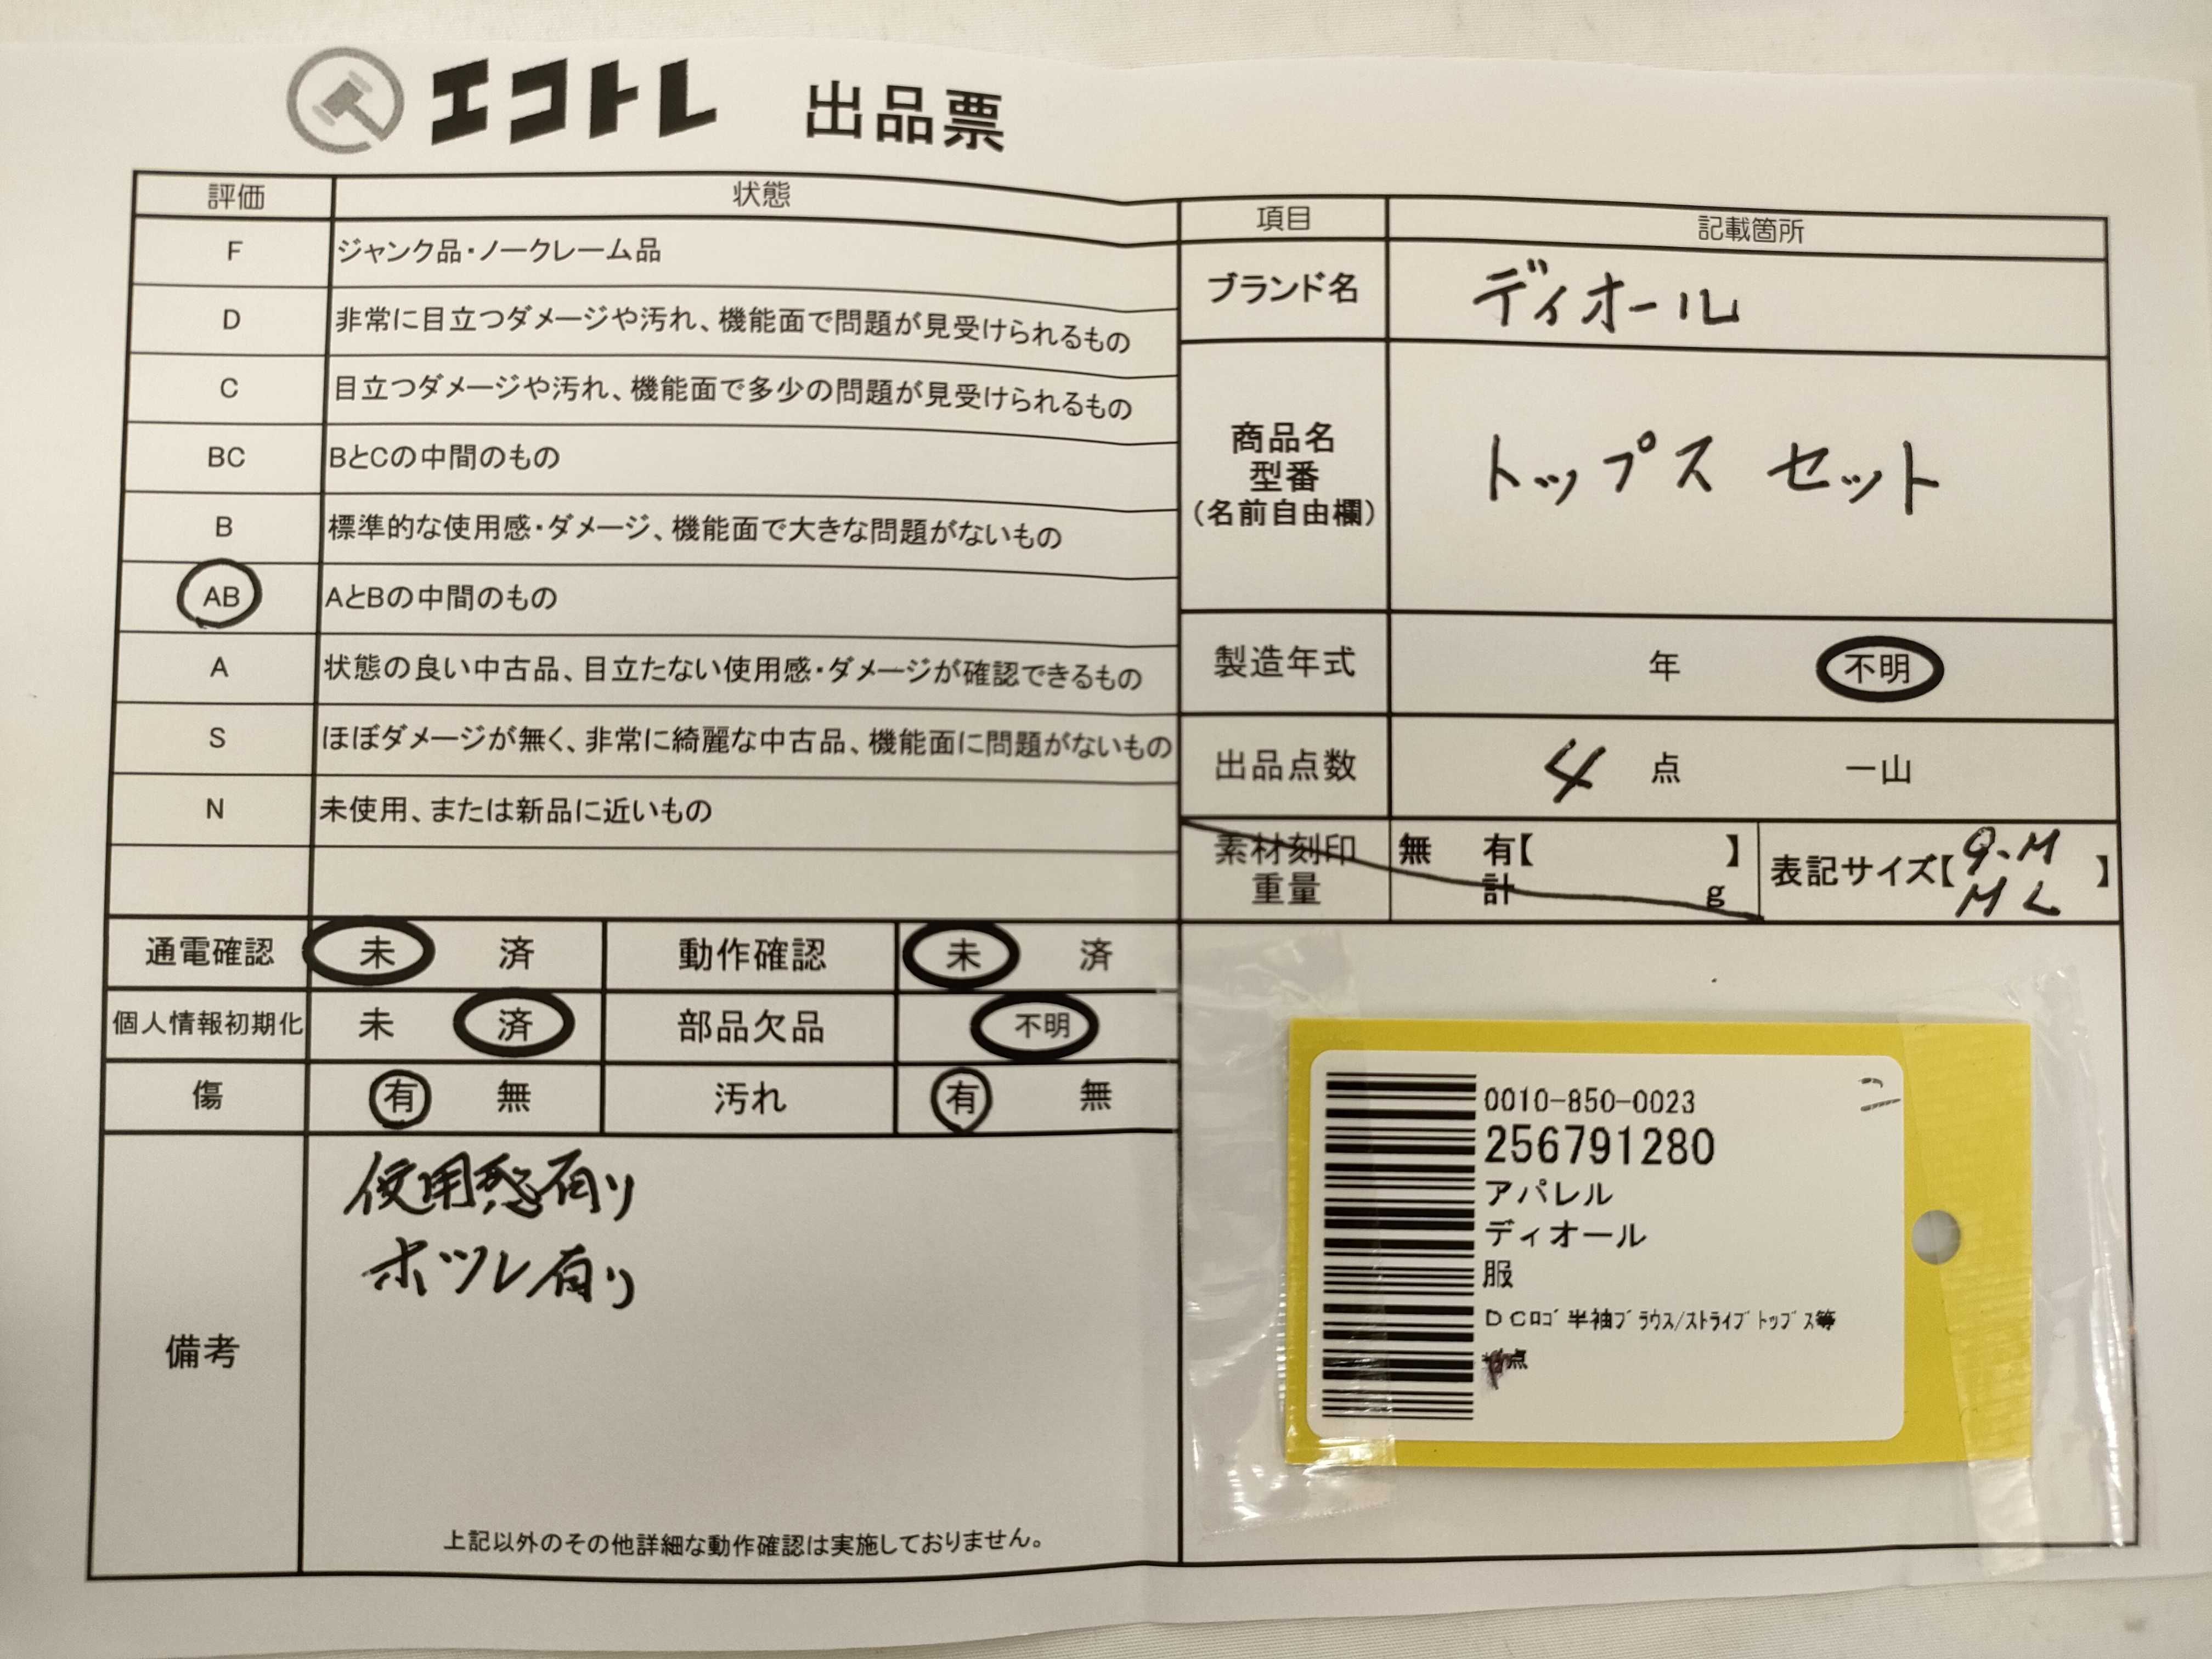 エコトレ 出品票
評価 状態
F ジャンク品・ノークレーム品
D 非常に目立つダメージや汚れ、機能面で問題が見受けられるもの
C 目立つダメージや汚れ、機能面で多少の問題が見受けられるもの
BC BとCの中間のもの
B 標準的な使用感・ダメージ、機能面で大きな問題がないもの
AB AとBの中間のもの
A 状態の良い中古品、目立たない使用感・ダメージが確認できるもの
S ほぼダメージが無く、非常に綺麗な中古品、機能面に問題がないもの
N 未使用、または新品に近いもの
通電確認 未 済 動作確認 未 済
個人情報初期化 未 済 部品欠品 不明
傷 有 無 汚れ 有 無
備考
使用感有り
ホツレ有り
上記以外のその他詳細な動作確認は実施しておりません。
項目 記載箇所
ブランド名 ディオール
商品名
型番
(名前自由欄)
トップス セット
製造年式 年 不明
出品点数 4 点 一山
素材刻印 無 有【 】
重量 計 g
表記サイズ【 9.M
M L 】
0010-850-0023
256791280
アパレル
ディオール
服
DCﾛｺﾞ半袖ﾌﾞﾗｳｽ/ｽﾄﾗｲﾌﾟﾄｯﾌﾟｽ等
点